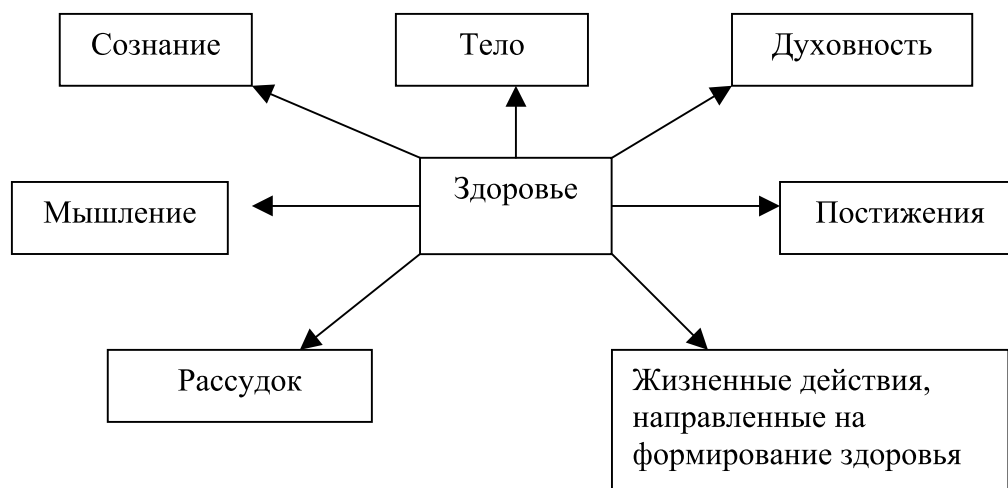 Сознание
Тело
Духовность
Мышление
Здоровье
Постижения
Рассудок
Жизненные действия,
направленные на
формирование здоровья